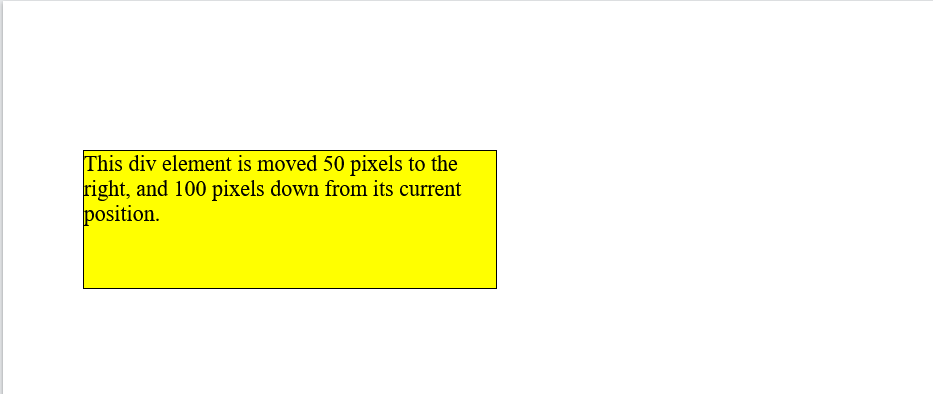 This div element is moved 50 pixels to the
right, and 100 pixels down from its current
position.